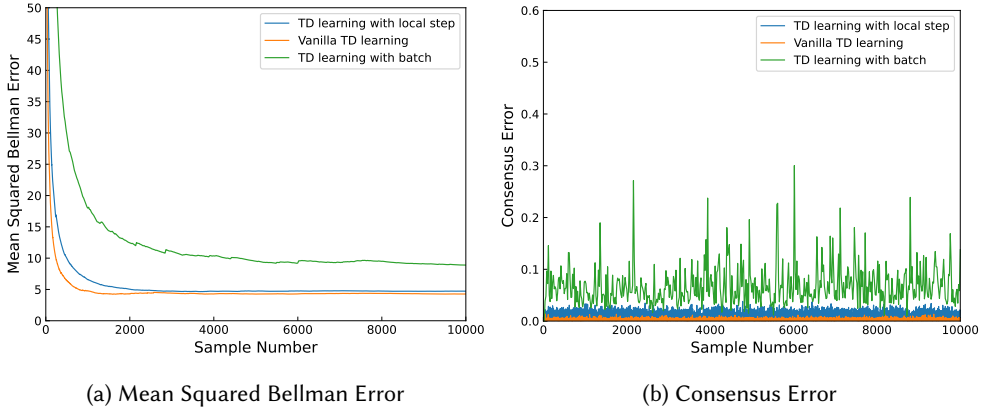 50
45
40
35
30
25
20
15
10
5
0
Mean Squared Bellman Error
TD learning with local step
Vanilla TD learning
TD learning with batch
0 2000 4000 6000 8000 10000
Sample Number
(a) Mean Squared Bellman Error
0.6
0.5
0.4
0.3
0.2
0.1
0.0
Consensus Error
TD learning with local step
Vanilla TD learning
TD learning with batch
0 2000 4000 6000 8000 10000
Sample Number
(b) Consensus Error